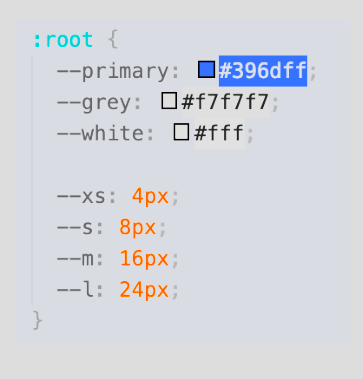 :root {
--primary: #396dff;
--grey: #f7f7f7;
--white: #fff;
--xs: 4px;
--s: 8px;
--m: 16px;
--l: 24px;
}